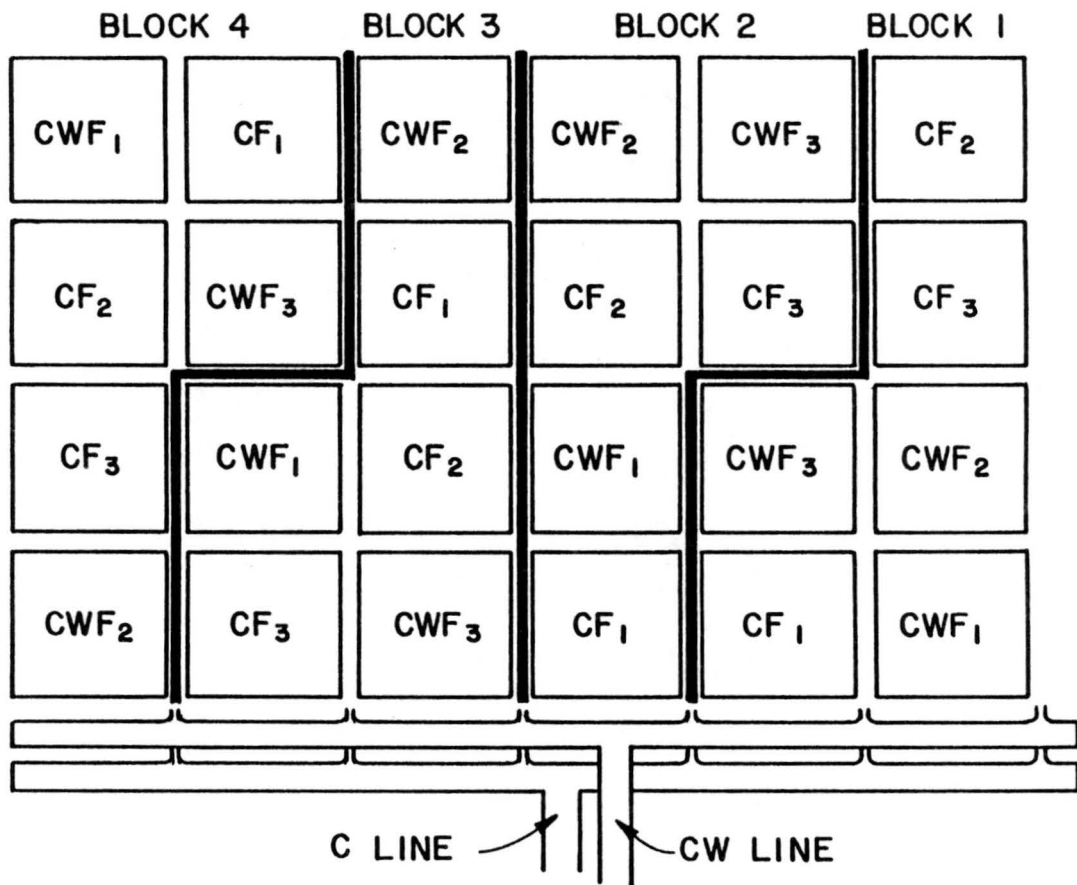 BLOCK 4 BLOCK 3 BLOCK 2 BLOCK 1
CWF₁ CF₁ CWF₂ CWF₂ CWF₃ CF₂
CF₂ CWF₃ CF₁ CF₂ CF₃ CF₃
CF₃ CWF₁ CF₂ CWF₁ CWF₃ CWF₂
CWF₂ CF₃ CWF₃ CF₁ CF₁ CWF₁
C LINE CW LINE